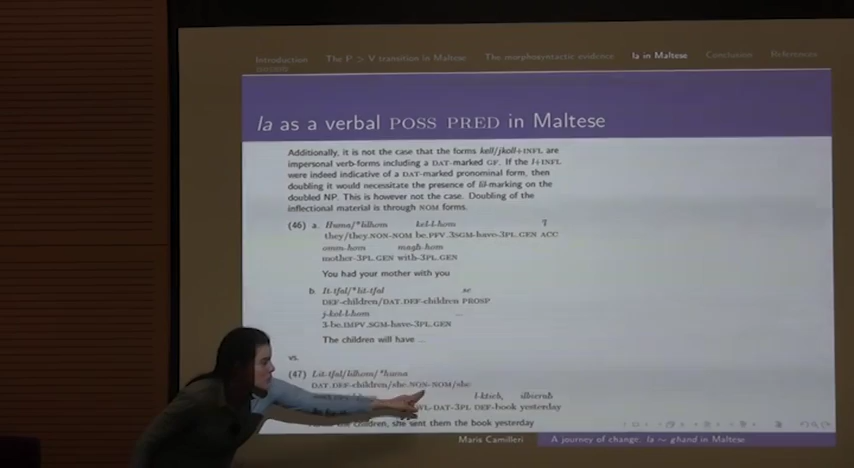 Introduction The P > V transition in Maltese The morphosyntactic evidence la in Maltese Conclusion References
la as a verbal POSS PRED in Maltese
Additionally, it is not the case that the forms kell/jkoll+INFL are
impersonal verb-forms including a DAT-marked GF. If the l+INFL
were indeed indicative of a DAT-marked pronominal form, then
doubling it would necessitate the presence of lil-marking on the
doubled NP. This is however not the case. Doubling of the
inflectional material is through NOM forms.
(46) a. Huma/*lilhom kel-l-hom
they/they.NON-NOM be.PFV.3SGM-have-3PL.GEN ACC
omm-hom magħ-hom
mother-3PL.GEN with-3PL.GEN
You had your mother with you
b. It-tfal/*lit-tfal se
DEF-children/DAT.DEF-children PROSP
j-kol-l-hom ...
3-be.IMPV.SGM-have-3PL.GEN
The children will have ...
vs.
(47) Lit-tfal/lilhom/*huma
DAT.DEF-children/she.NON-NOM/she
l-ktieb, ilbieraħ
-DAT-3PL DEF-book yesterday
the children, she sent them the book yesterday
Maris Camilleri A journey of change: la ~ għand in Maltese